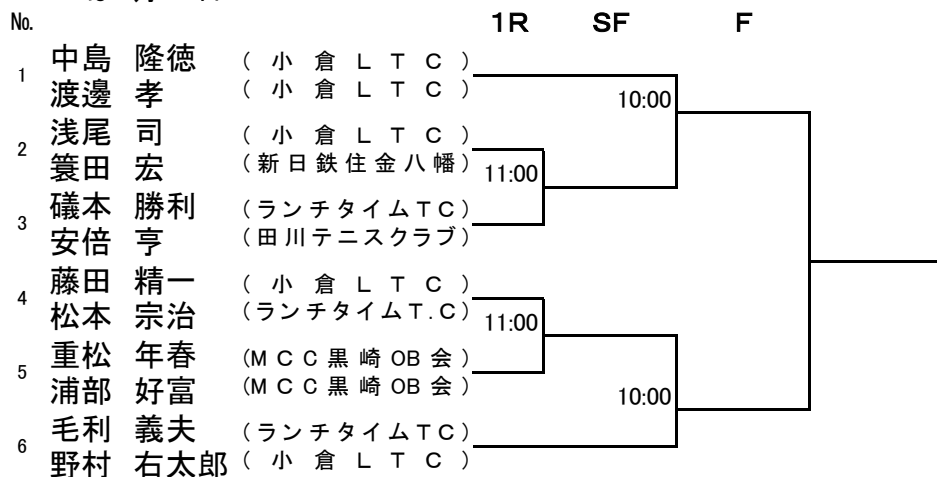 No. 1R SF F
1 中島 隆徳 (小倉LTC)
渡邊 孝 (小倉LTC)
10:00
2 浅尾 司 (小倉LTC)
簑田 宏 (新日鉄住金八幡)
11:00
3 礒本 勝利 (ランチタイムTC)
安倍 亨 (田川テニスクラブ)
4 藤田 精一 (小倉LTC)
松本 宗治 (ランチタイムT.C)
11:00
5 重松 年春 (MCC黒崎OB会)
浦部 好富 (MCC黒崎OB会)
10:00
6 毛利 義夫 (ランチタイムTC)
野村 右太郎 (小倉LTC)